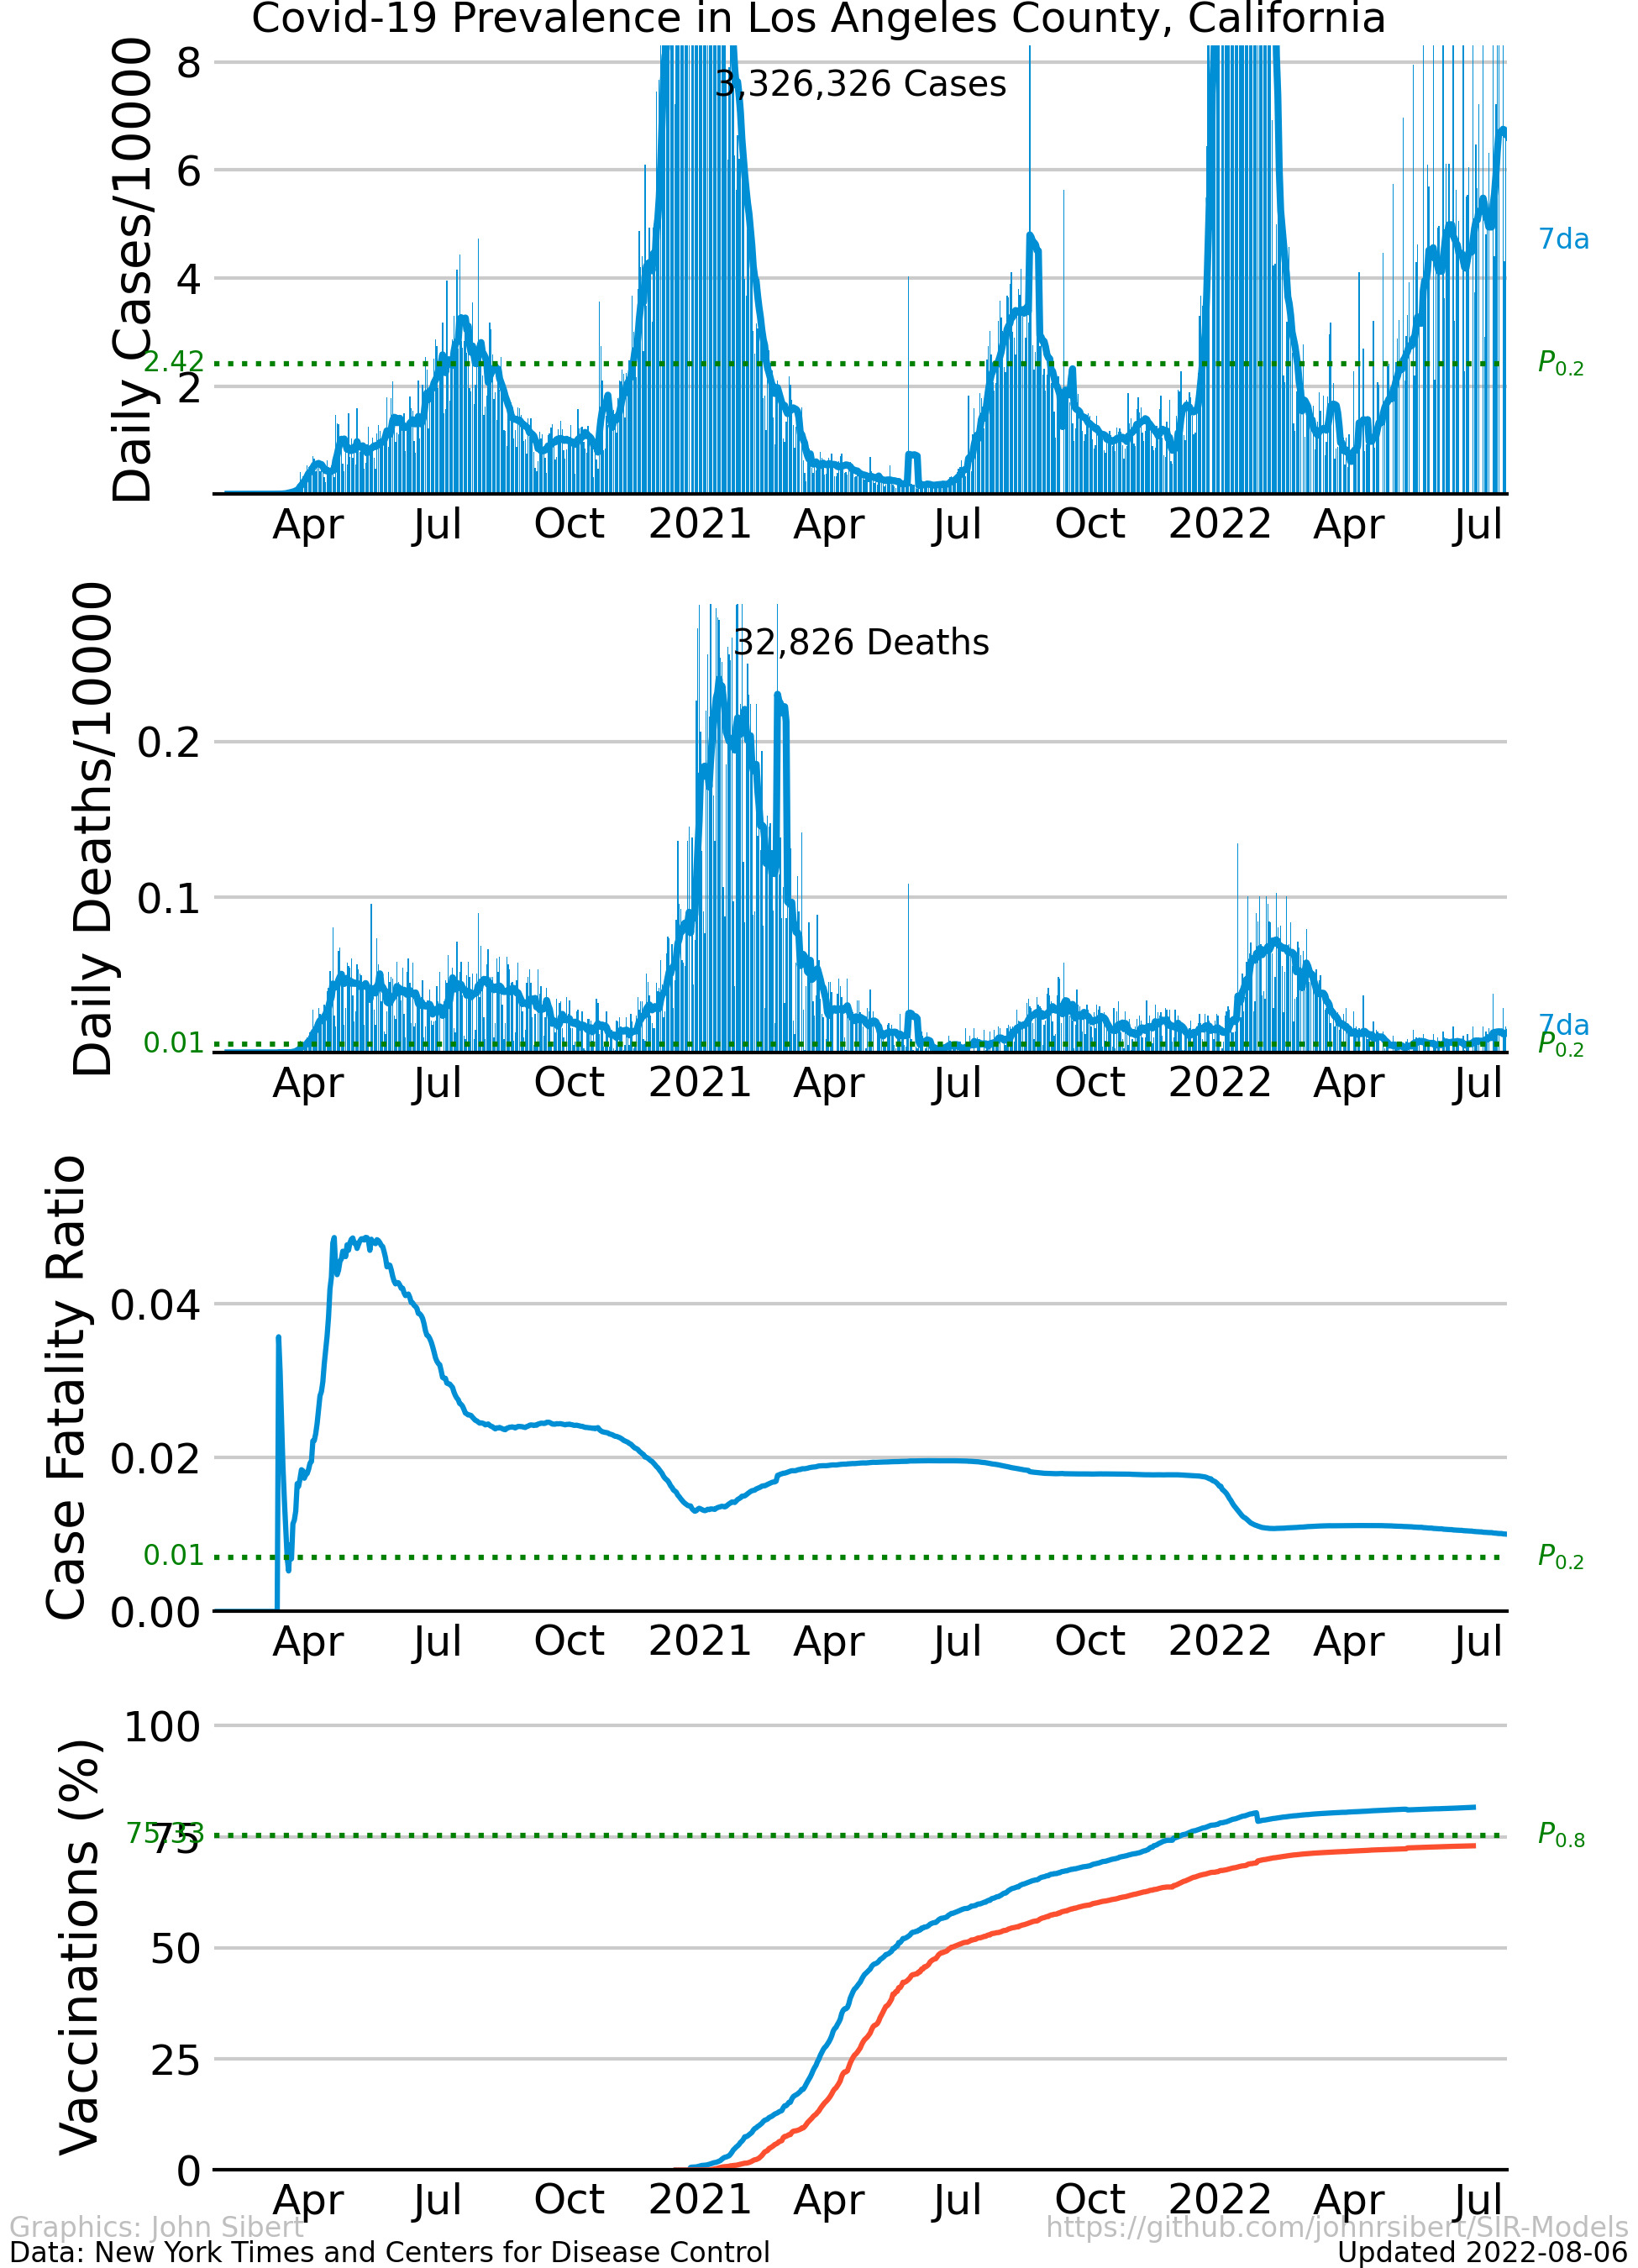 Covid-19 Prevalence in Los Angeles County, California
Daily Cases/10000
8
6
4
2
2.42
3,326,326 Cases
7da
P0.2
Apr Jul Oct 2021 Apr Jul Oct 2022 Apr Jul
Daily Deaths/10000
0.2
0.1
0.01
32,826 Deaths
7da
P0.2
Apr Jul Oct 2021 Apr Jul Oct 2022 Apr Jul
Case Fatality Ratio
0.04
0.02
0.01
0.00
P0.2
Apr Jul Oct 2021 Apr Jul Oct 2022 Apr Jul
Vaccinations (%)
100
75
75.33
50
25
0
P0.8
Apr Jul Oct 2021 Apr Jul Oct 2022 Apr Jul
Graphics: John Sibert
https://github.com/johnrsibert/SIR-Models
Data: New York Times and Centers for Disease Control
Updated 2022-08-06